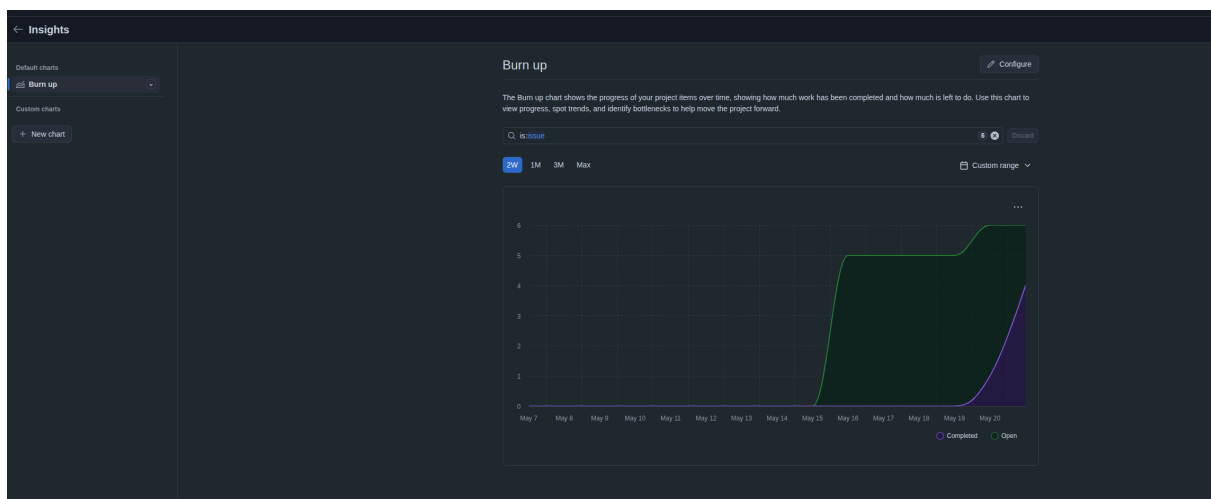 Insights
Default charts
Burn up
Custom charts
New chart
Burn up
Configure
The Burn up chart shows the progress of your project items over time, showing how much work has been completed and how much is left to do. Use this chart to
view progress, spot trends, and identify bottlenecks to help move the project forward.
is:issue 6 Discard
2W 1M 3M Max Custom range
6
5
4
3
2
1
0
May 7 May 8 May 9 May 10 May 11 May 12 May 13 May 14 May 15 May 16 May 17 May 18 May 19 May 20
Completed Open